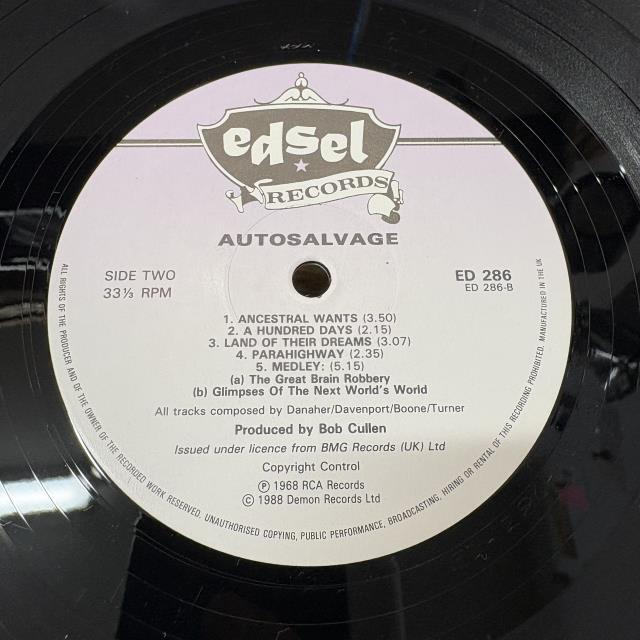 edsel
RECORDS
AUTOSALVAGE
SIDE TWO
33⅓ RPM
ED 286
ED 286-B
1. ANCESTRAL WANTS (3.50)
2. A HUNDRED DAYS (2.15)
3. LAND OF THEIR DREAMS (3.07)
4. PARAHIGHWAY (2.35)
5. MEDLEY: (5.15)
(a) The Great Brain Robbery
(b) Glimpses Of The Next World's World
All tracks composed by Danaher/Davenport/Boone/Turner
Produced by Bob Cullen
Issued under licence from BMG Records (UK) Ltd
Copyright Control
Ⓟ 1968 RCA Records
© 1988 Demon Records Ltd
ALL RIGHTS OF THE PRODUCER AND OF THE OWNER OF THE RECORDED WORK RESERVED. UNAUTHORISED COPYING, PUBLIC PERFORMANCE, BROADCASTING, HIRING OR RENTAL OF THIS RECORDING PROHIBITED. MANUFACTURED IN THE UK